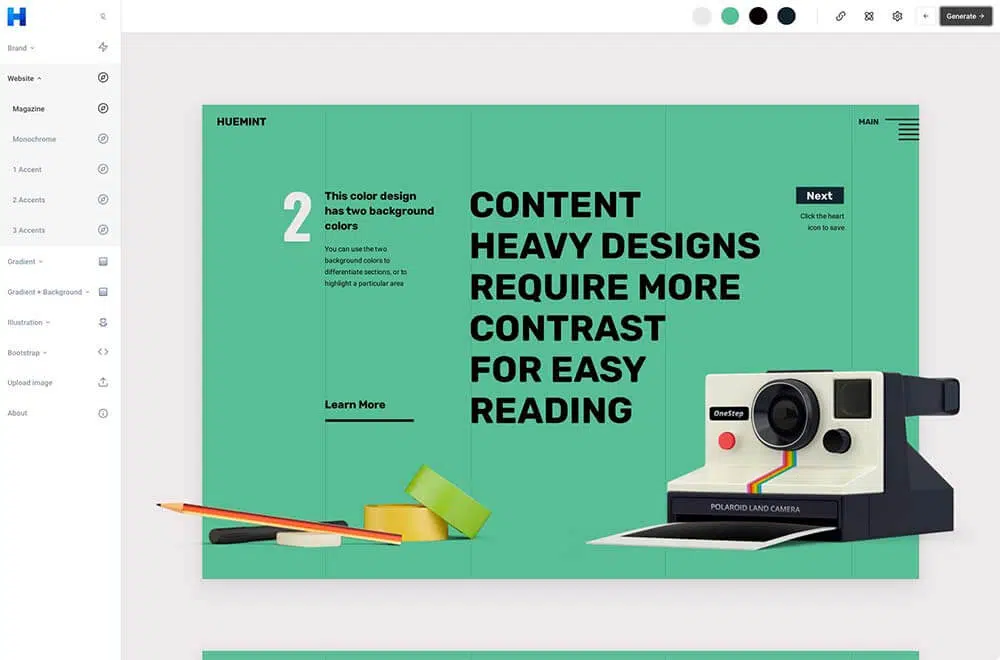 H
Brand
Website
Magazine
Monochrome
1 Accent
2 Accents
3 Accents
Gradient
Gradient + Background
Illustration
Bootstrap
Upload image
About
Generate →
HUEMINT
MAIN
2
This color design
has two background
colors
You can use the two
background colors to
differentiate sections, or to
highlight a particular area
Learn More
CONTENT
HEAVY DESIGNS
REQUIRE MORE
CONTRAST
FOR EASY
READING
Next
Click the heart
icon to save
OneStep
POLAROID LAND CAMERA